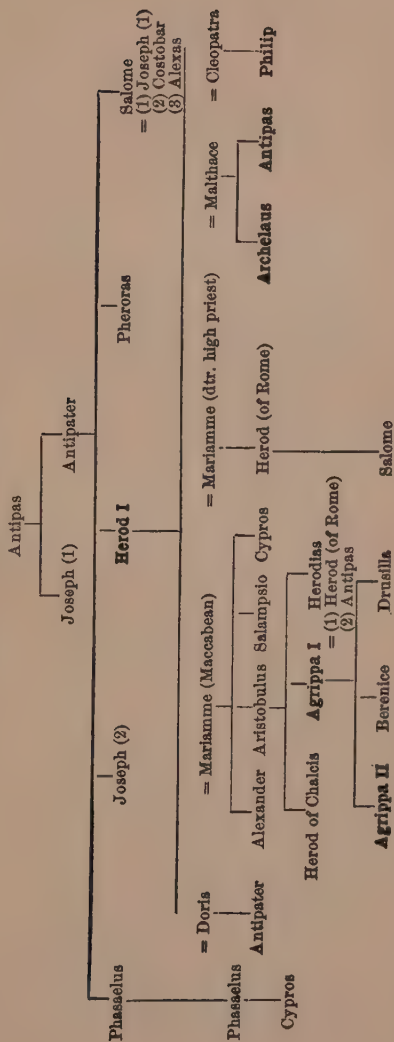 Antipas
Joseph (1) Antipater
Phasaelus Joseph (2) Herod I Pheroras Salome
= (1) Joseph (1)
(2) Costobar
(3) Alexas
= Doris = Mariamme (Maccabean) = Mariamme (dtr. high priest) = Malthace = Cleopatra
Phasaelus Antipater Alexander Aristobulus Salampsio Cypros Herod (of Rome) Archelaus Antipas Philip
Cypros Herod of Chalcis Agrippa I Herodias
= (1) Herod (of Rome)
(2) Antipas
Agrippa II Berenice Drusilla Salome